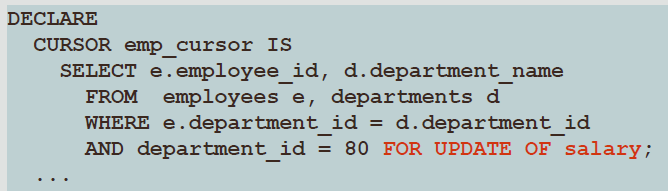 DECLARE
CURSOR emp_cursor IS
SELECT e.employee_id, d.department_name
FROM employees e, departments d
WHERE e.department_id = d.department_id
AND department_id = 80 FOR UPDATE OF salary;
...